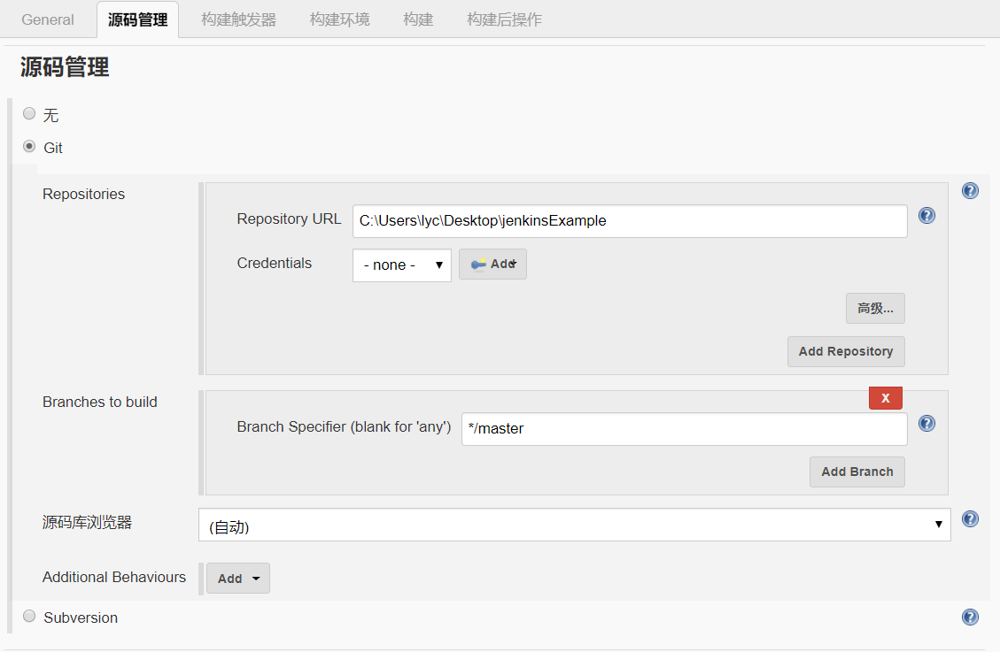 General 源码管理 构建触发器 构建环境 构建 构建后操作
源码管理
无
Git
Repositories
Repository URL C:\Users\lyc\Desktop\jenkinsExample
Credentials - none - Add
高级...
Add Repository
Branches to build
X
Branch Specifier (blank for 'any') */master
Add Branch
源码库浏览器 (自动)
Additional Behaviours Add
Subversion